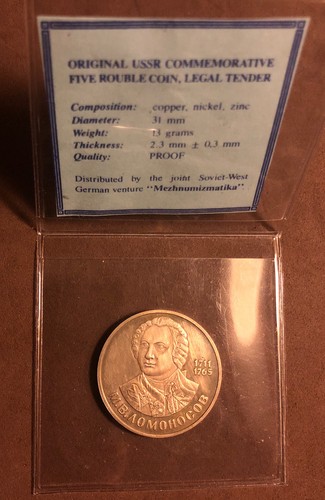 ORIGINAL USSR COMMEMORATIVE
FIVE ROUBLE COIN, LEGAL TENDER
Composition: copper, nickel, zinc
Diameter: 31 mm
Weight: 13 grams
Thickness: 2.3 mm ± 0,3 mm
Quality: PROOF
Distributed by the joint Soviet-West
German venture "Mezhnumizmatika"
1711
1765
М.В.ЛОМОНОСОВ